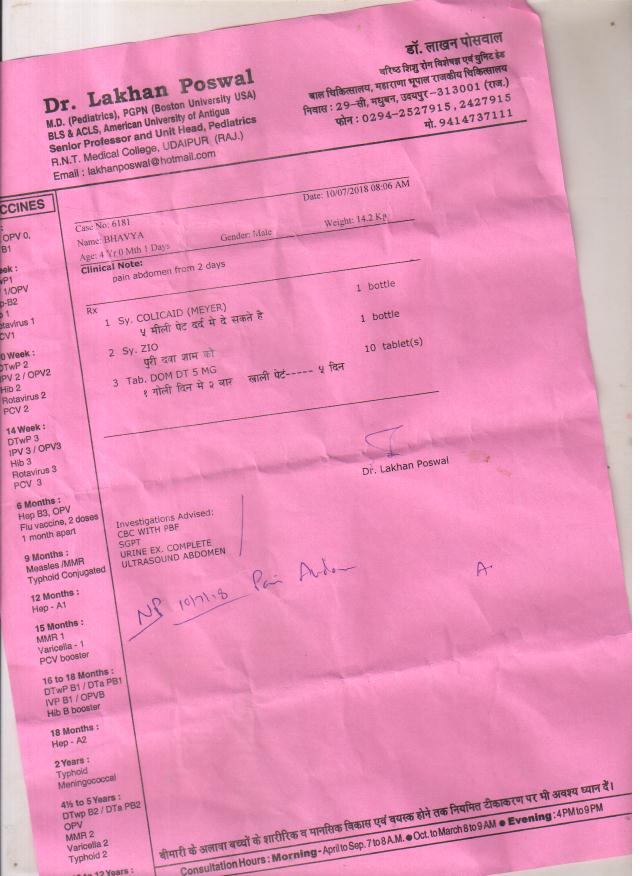 Dr. Lakhan Poswal
M.D. (Pediatrics), PGPN (Boston University USA)
BLS & ACLS, American University of Antigua
Senior Professor and Unit Head, Pediatrics
R.N.T. Medical College, UDAIPUR (RAJ.)
Email : lakhanposwal@hotmail.com
डॉ. लाखन पोसवाल
वरिष्ठ शिशु रोग विशेषज्ञ एवं युनिट हेड
बाल चिकित्सालय, महाराणा भूपाल राजकीय चिकित्सालय
निवास : 29-सी, मधुबन, उदयपुर-313001 (राज.)
फोन : 0294-2527915, 2427915
मो. 9414737111
Date: 10/07/2018 08:06 AM
Case No: 6181
Name: BHAVYA
Gender: Male
Weight: 14.2 Kg
Age: 4 Yr 0 Mth 1 Days
Clinical Note:
pain abdomen from 2 days
Rx
1 Sy. COLICAID (MEYER) 1 bottle
५ मीली पेट दर्द मे दे सकते है
2 Sy. ZIO 1 bottle
पुरी दवा शाम को
3 Tab. DOM DT 5 MG 10 tablet(s)
१ गोली दिन मे २ बार खाली पेट----- ५ दिन
Dr. Lakhan Poswal
Investigations Advised:
CBC WITH PBF
SGPT
URINE EX. COMPLETE
ULTRASOUND ABDOMEN
NP 10/7/18 Pain
CCINES
OPV 0,
B1
eek :
P1
1/OPV
p-B2
1
otavirus 1
CV1
0 Week :
DTwP 2
PV 2 / OPV2
Hib 2
Rotavirus 2
PCV 2
14 Week :
DTwP 3
IPV 3 / OPV3
Hib 3
Rotavirus 3
PCV 3
6 Months :
Hep B3, OPV
Flu vaccine, 2 doses
1 month apart
9 Months :
Measles /MMR
Typhoid Conjugated
12 Months :
Hep - A1
15 Months :
MMR 1
Varicella - 1
PCV booster
16 to 18 Months :
DTwP B1 / DTa PB1
IVP B1 / OPVB
Hib B booster
18 Months :
Hep - A2
2 Years :
Typhoid
Meningococcal
4½ to 5 Years :
DTwp B2 / DTa PB2
OPV
MMR 2
Varicella 2
Typhoid 2
12 Years :
बीमारी के अलावा बच्चों के शारीरिक व मानसिक विकास एवं वयस्क होने तक नियमित टीकाकरण पर भी अवश्य ध्यान दें।
Consultation Hours : Morning - April to Sep. 7 to 8 A.M. ● Oct. to March 8 to 9 AM ● Evening : 4 PM to 9 PM